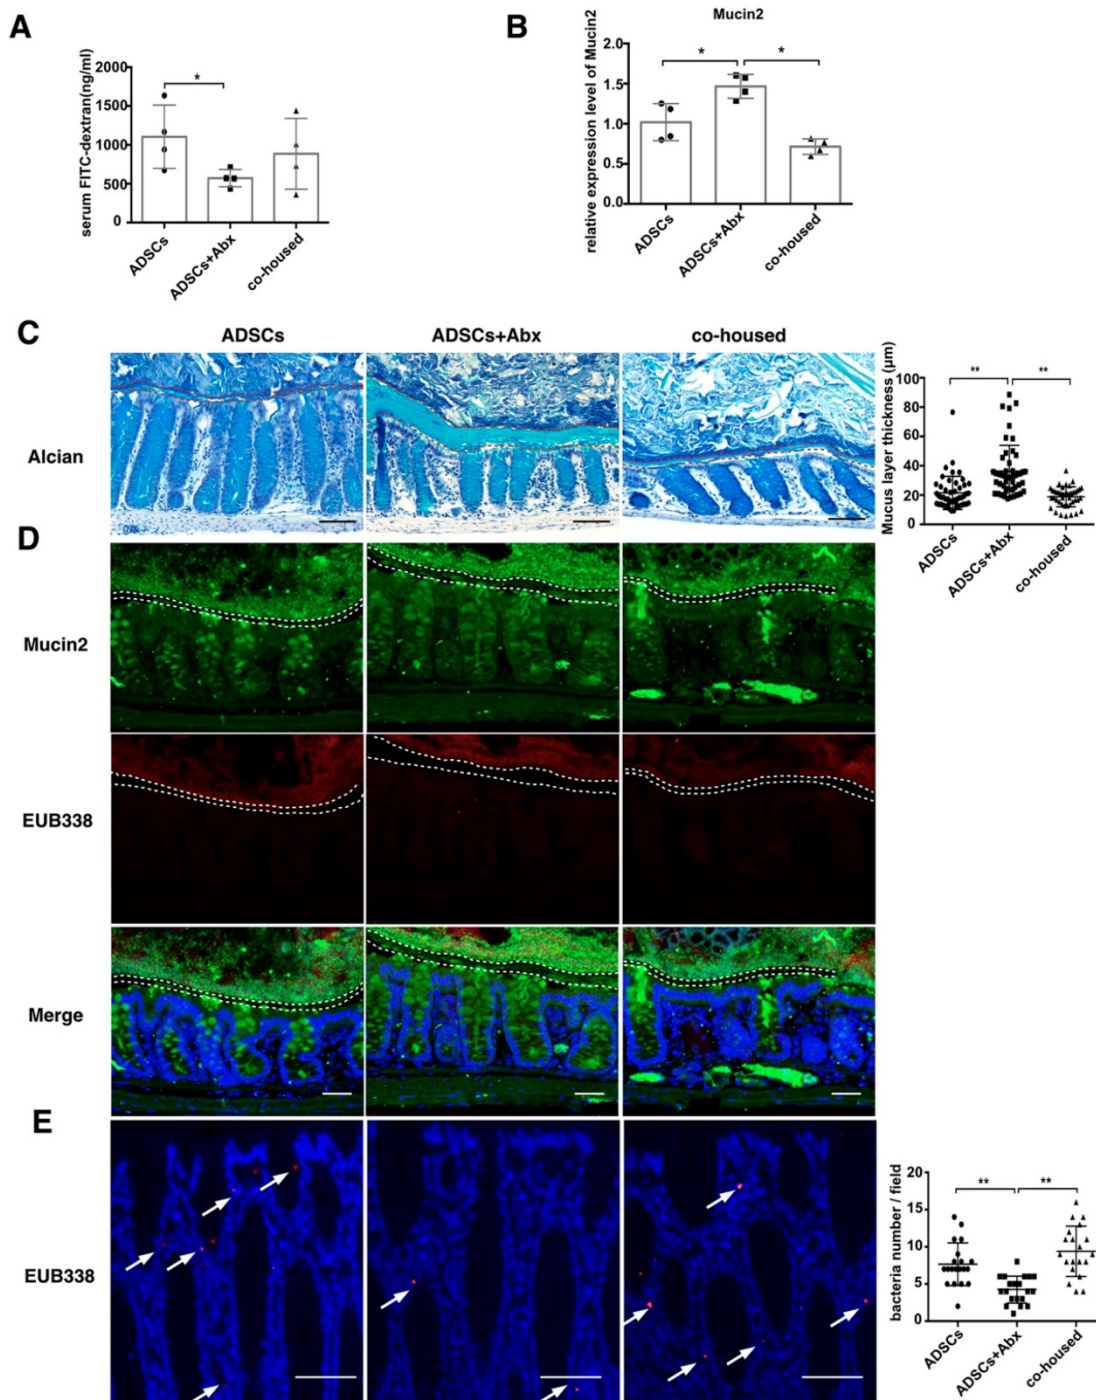 A
serum FITC-dextran(ng/ml)
2000
1500
1000
500
0
*
ADSCs
ADSCs+Abx
co-housed
B
Mucin2
relative expression level of Mucin2
2.0
1.5
1.0
0.5
0.0
*
*
ADSCs
ADSCs+Abx
co-housed
C
ADSCs
ADSCs+Abx
co-housed
Alcian
Mucus layer thickness (μm)
100
80
60
40
20
0
**
**
ADSCs
ADSCs+Abx
co-housed
D
Mucin2
EUB338
Merge
E
EUB338
bacteria number / field
20
15
10
5
0
**
**
ADSCs
ADSCs+Abx
co-housed